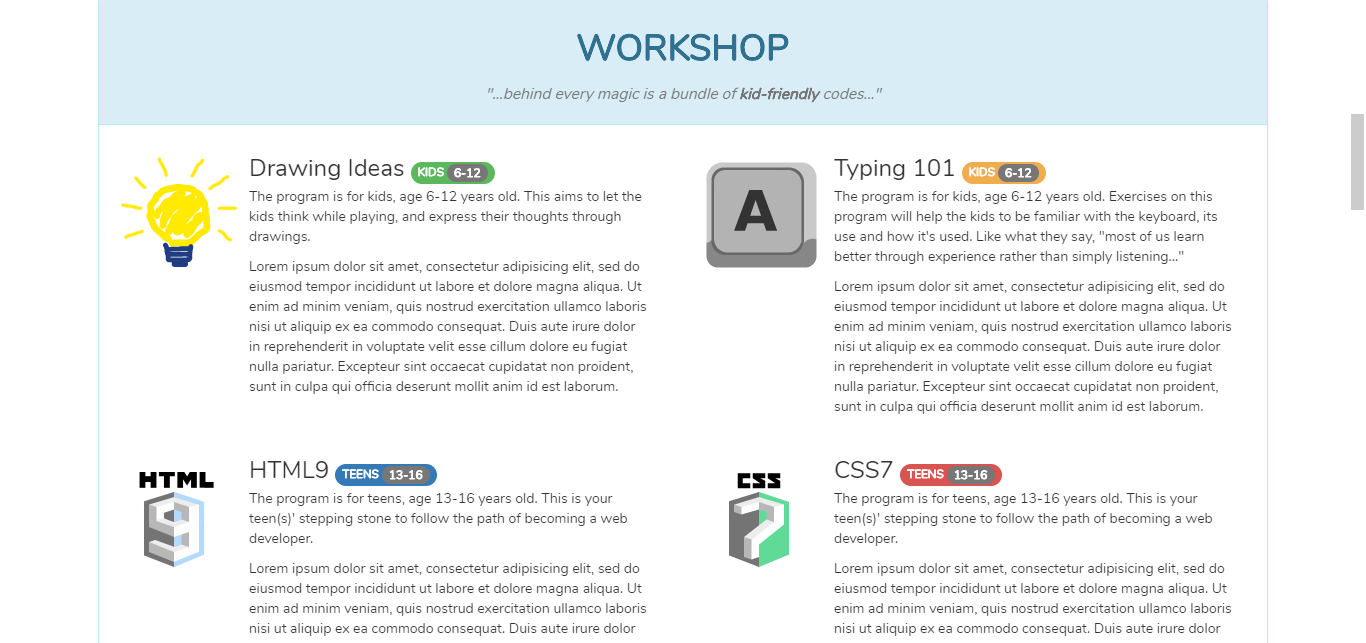 WORKSHOP
"...behind every magic is a bundle of kid-friendly codes..."
Drawing Ideas KIDS 6-12
The program is for kids, age 6-12 years old. This aims to let the
kids think while playing, and express their thoughts through
drawings.
Lorem ipsum dolor sit amet, consectetur adipisicing elit, sed do
eiusmod tempor incididunt ut labore et dolore magna aliqua. Ut
enim ad minim veniam, quis nostrud exercitation ullamco laboris
nisi ut aliquip ex ea commodo consequat. Duis aute irure dolor
in reprehenderit in voluptate velit esse cillum dolore eu fugiat
nulla pariatur. Excepteur sint occaecat cupidatat non proident,
sunt in culpa qui officia deserunt mollit anim id est laborum.
A
Typing 101 KIDS 6-12
The program is for kids, age 6-12 years old. Exercises on this
program will help the kids to be familiar with the keyboard, its
use and how it's used. Like what they say, "most of us learn
better through experience rather than simply listening..."
Lorem ipsum dolor sit amet, consectetur adipisicing elit, sed do
eiusmod tempor incididunt ut labore et dolore magna aliqua. Ut
enim ad minim veniam, quis nostrud exercitation ullamco laboris
nisi ut aliquip ex ea commodo consequat. Duis aute irure dolor
in reprehenderit in voluptate velit esse cillum dolore eu fugiat
nulla pariatur. Excepteur sint occaecat cupidatat non proident,
sunt in culpa qui officia deserunt mollit anim id est laborum.
HTML
9
HTML9 TEENS 13-16
The program is for teens, age 13-16 years old. This is your
teen(s)' stepping stone to follow the path of becoming a web
developer.
Lorem ipsum dolor sit amet, consectetur adipisicing elit, sed do
eiusmod tempor incididunt ut labore et dolore magna aliqua. Ut
enim ad minim veniam, quis nostrud exercitation ullamco laboris
nisi ut aliquip ex ea commodo consequat. Duis aute irure dolor
CSS
7
CSS7 TEENS 13-16
The program is for teens, age 13-16 years old. This is your
teen(s)' stepping stone to follow the path of becoming a web
developer.
Lorem ipsum dolor sit amet, consectetur adipisicing elit, sed do
eiusmod tempor incididunt ut labore et dolore magna aliqua. Ut
enim ad minim veniam, quis nostrud exercitation ullamco laboris
nisi ut aliquip ex ea commodo consequat. Duis aute irure dolor